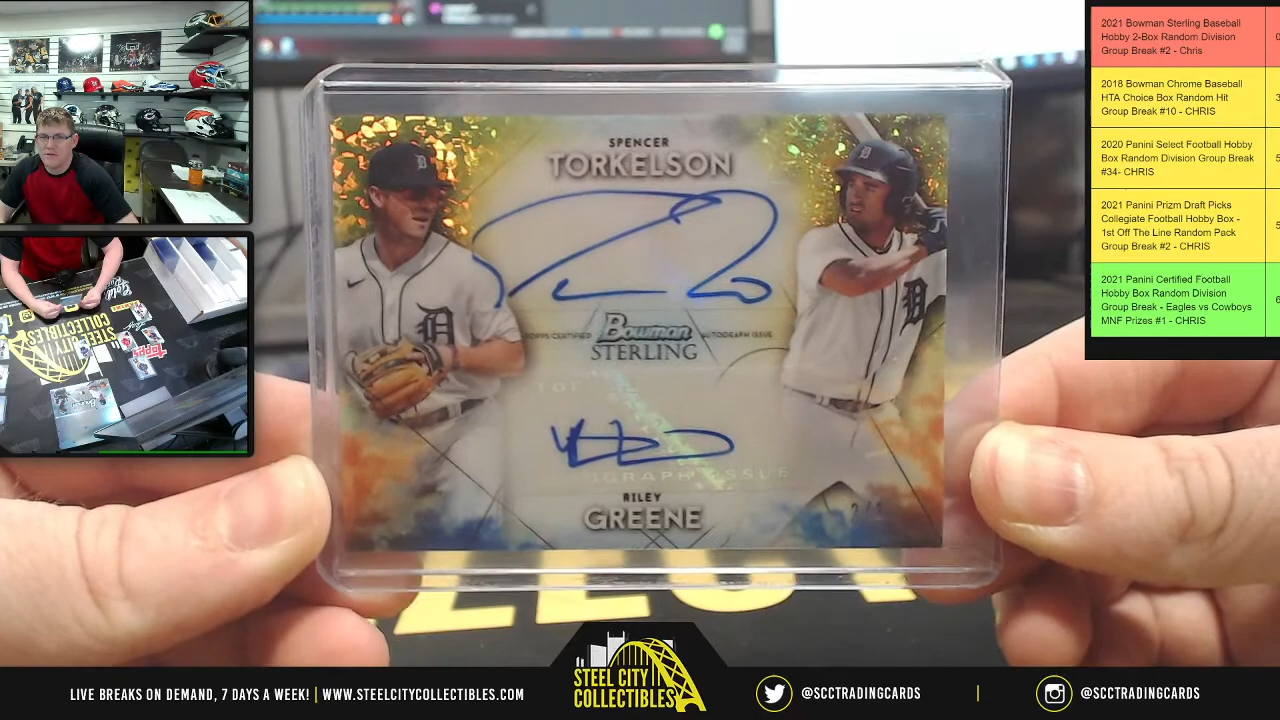 SPENCER
TORKELSON
TOPPS CERTIFIED
Bowman
AUTOGRAPH ISSUE
STERLING
RILEY
GREENE
2021 Bowman Sterling Baseball
Hobby 2-Box Random Division
Group Break #2 - Chris
2018 Bowman Chrome Baseball
HTA Choice Box Random Hit
Group Break #10 - CHRIS
2020 Panini Select Football Hobby
Box Random Division Group Break
#34- CHRIS
2021 Panini Prizm Draft Picks
Collegiate Football Hobby Box -
1st Off The Line Random Pack
Group Break #2 - CHRIS
2021 Panini Certified Football
Hobby Box Random Division
Group Break - Eagles vs Cowboys
MNF Prizes #1 - CHRIS
LIVE BREAKS ON DEMAND, 7 DAYS A WEEK! | WWW.STEELCITYCOLLECTIBLES.COM
STEEL CITY
COLLECTIBLES
@SCCTRADINGCARDS
@SCCTRADINGCARDS